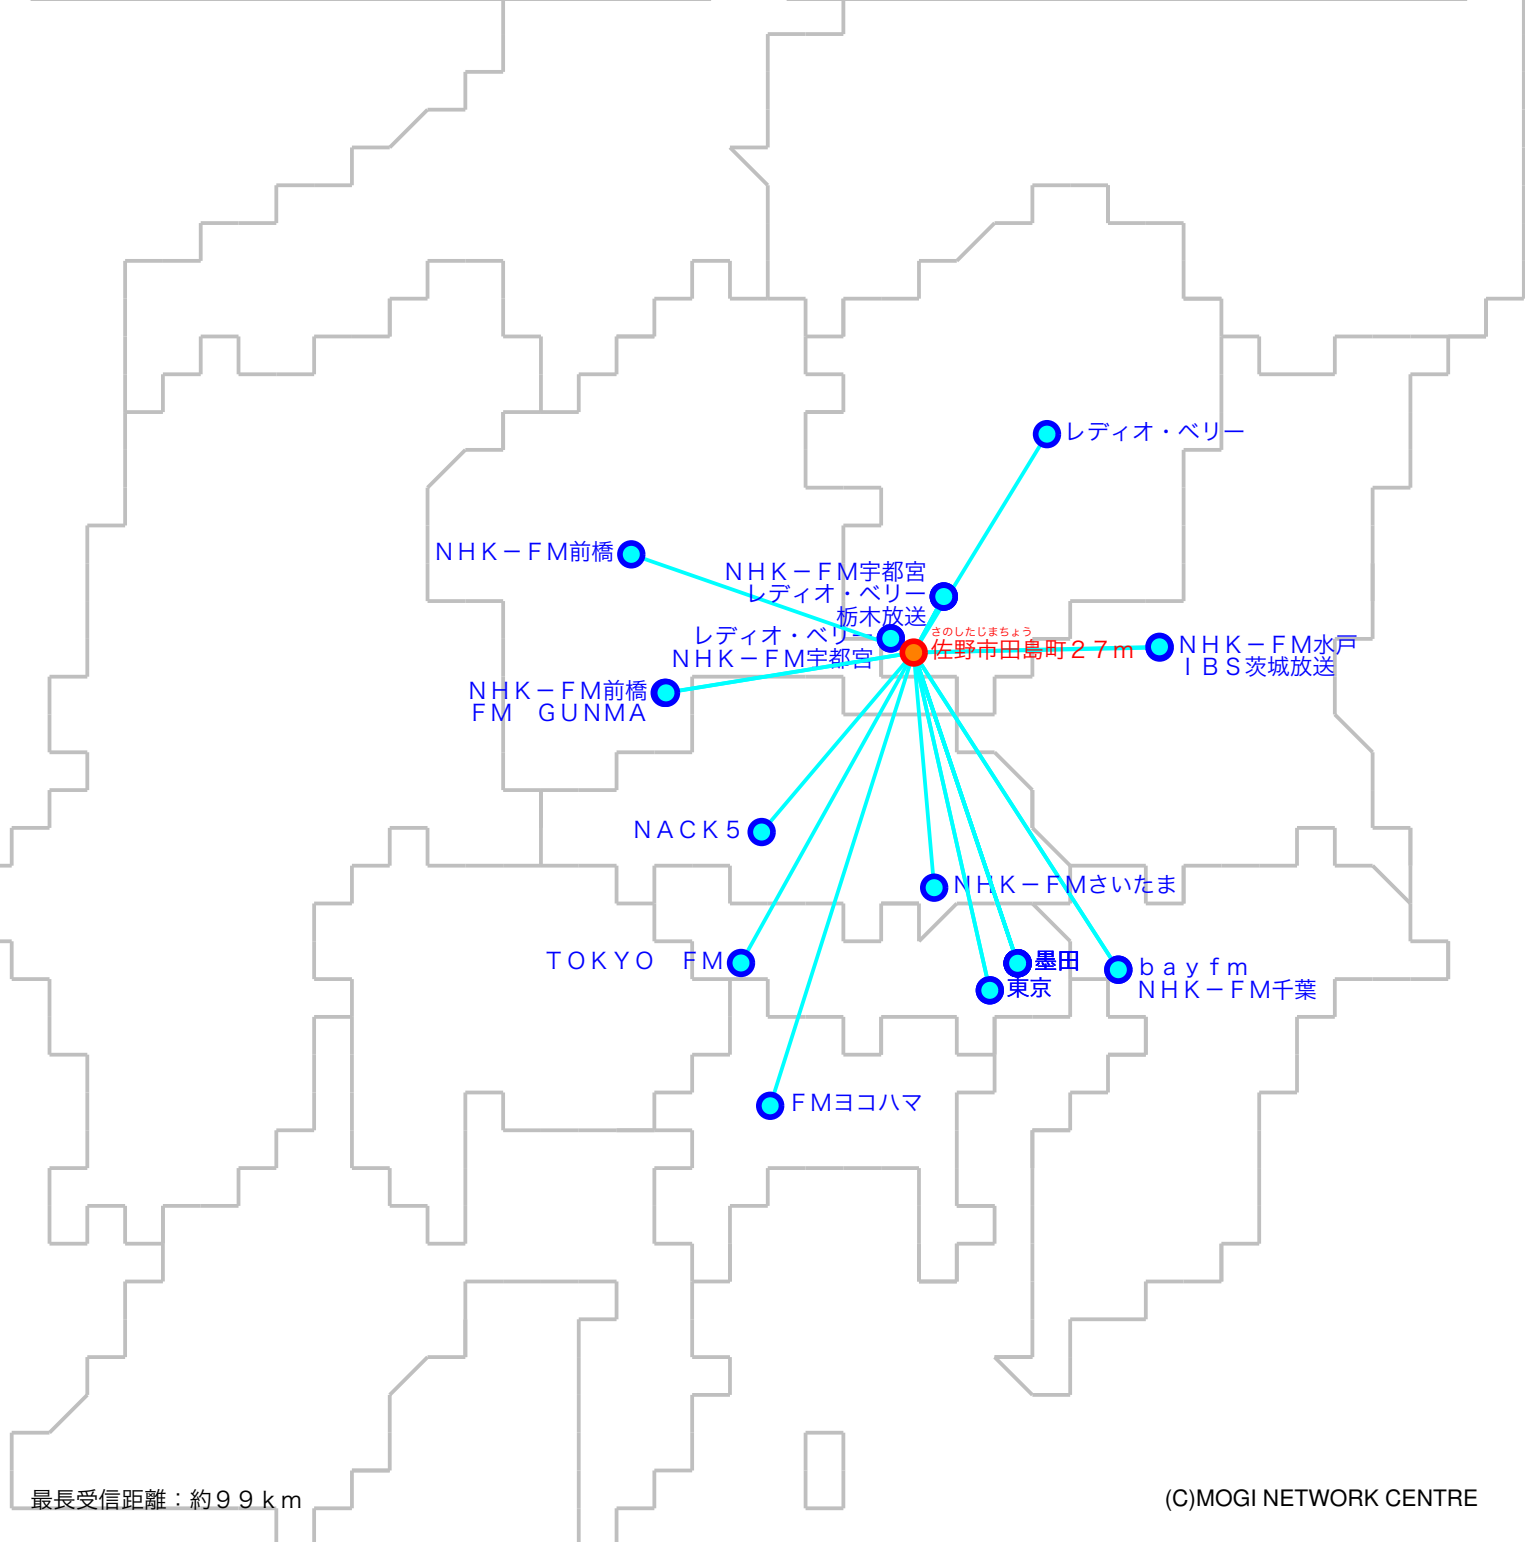 レディオ・ベリー
ＮＨＫ－ＦＭ前橋
ＮＨＫ－ＦＭ宇都宮
レディオ・ベリー
栃木放送
レディオ・ベリー
ＮＨＫ－ＦＭ宇都宮
さのしたじまちょう
佐野市田島町２７ｍ
ＮＨＫ－ＦＭ水戸
ＩＢＳ茨城放送
ＮＨＫ－ＦＭ前橋
ＦＭ　ＧＵＮＭＡ
ＮＡＣＫ５
ＮＨＫ－ＦＭさいたま
ＴＯＫＹＯ　ＦＭ
墨田
東京
ｂａｙｆｍ
ＮＨＫ－ＦＭ千葉
ＦＭヨコハマ
最長受信距離：約９９ｋｍ
(C)MOGI NETWORK CENTRE